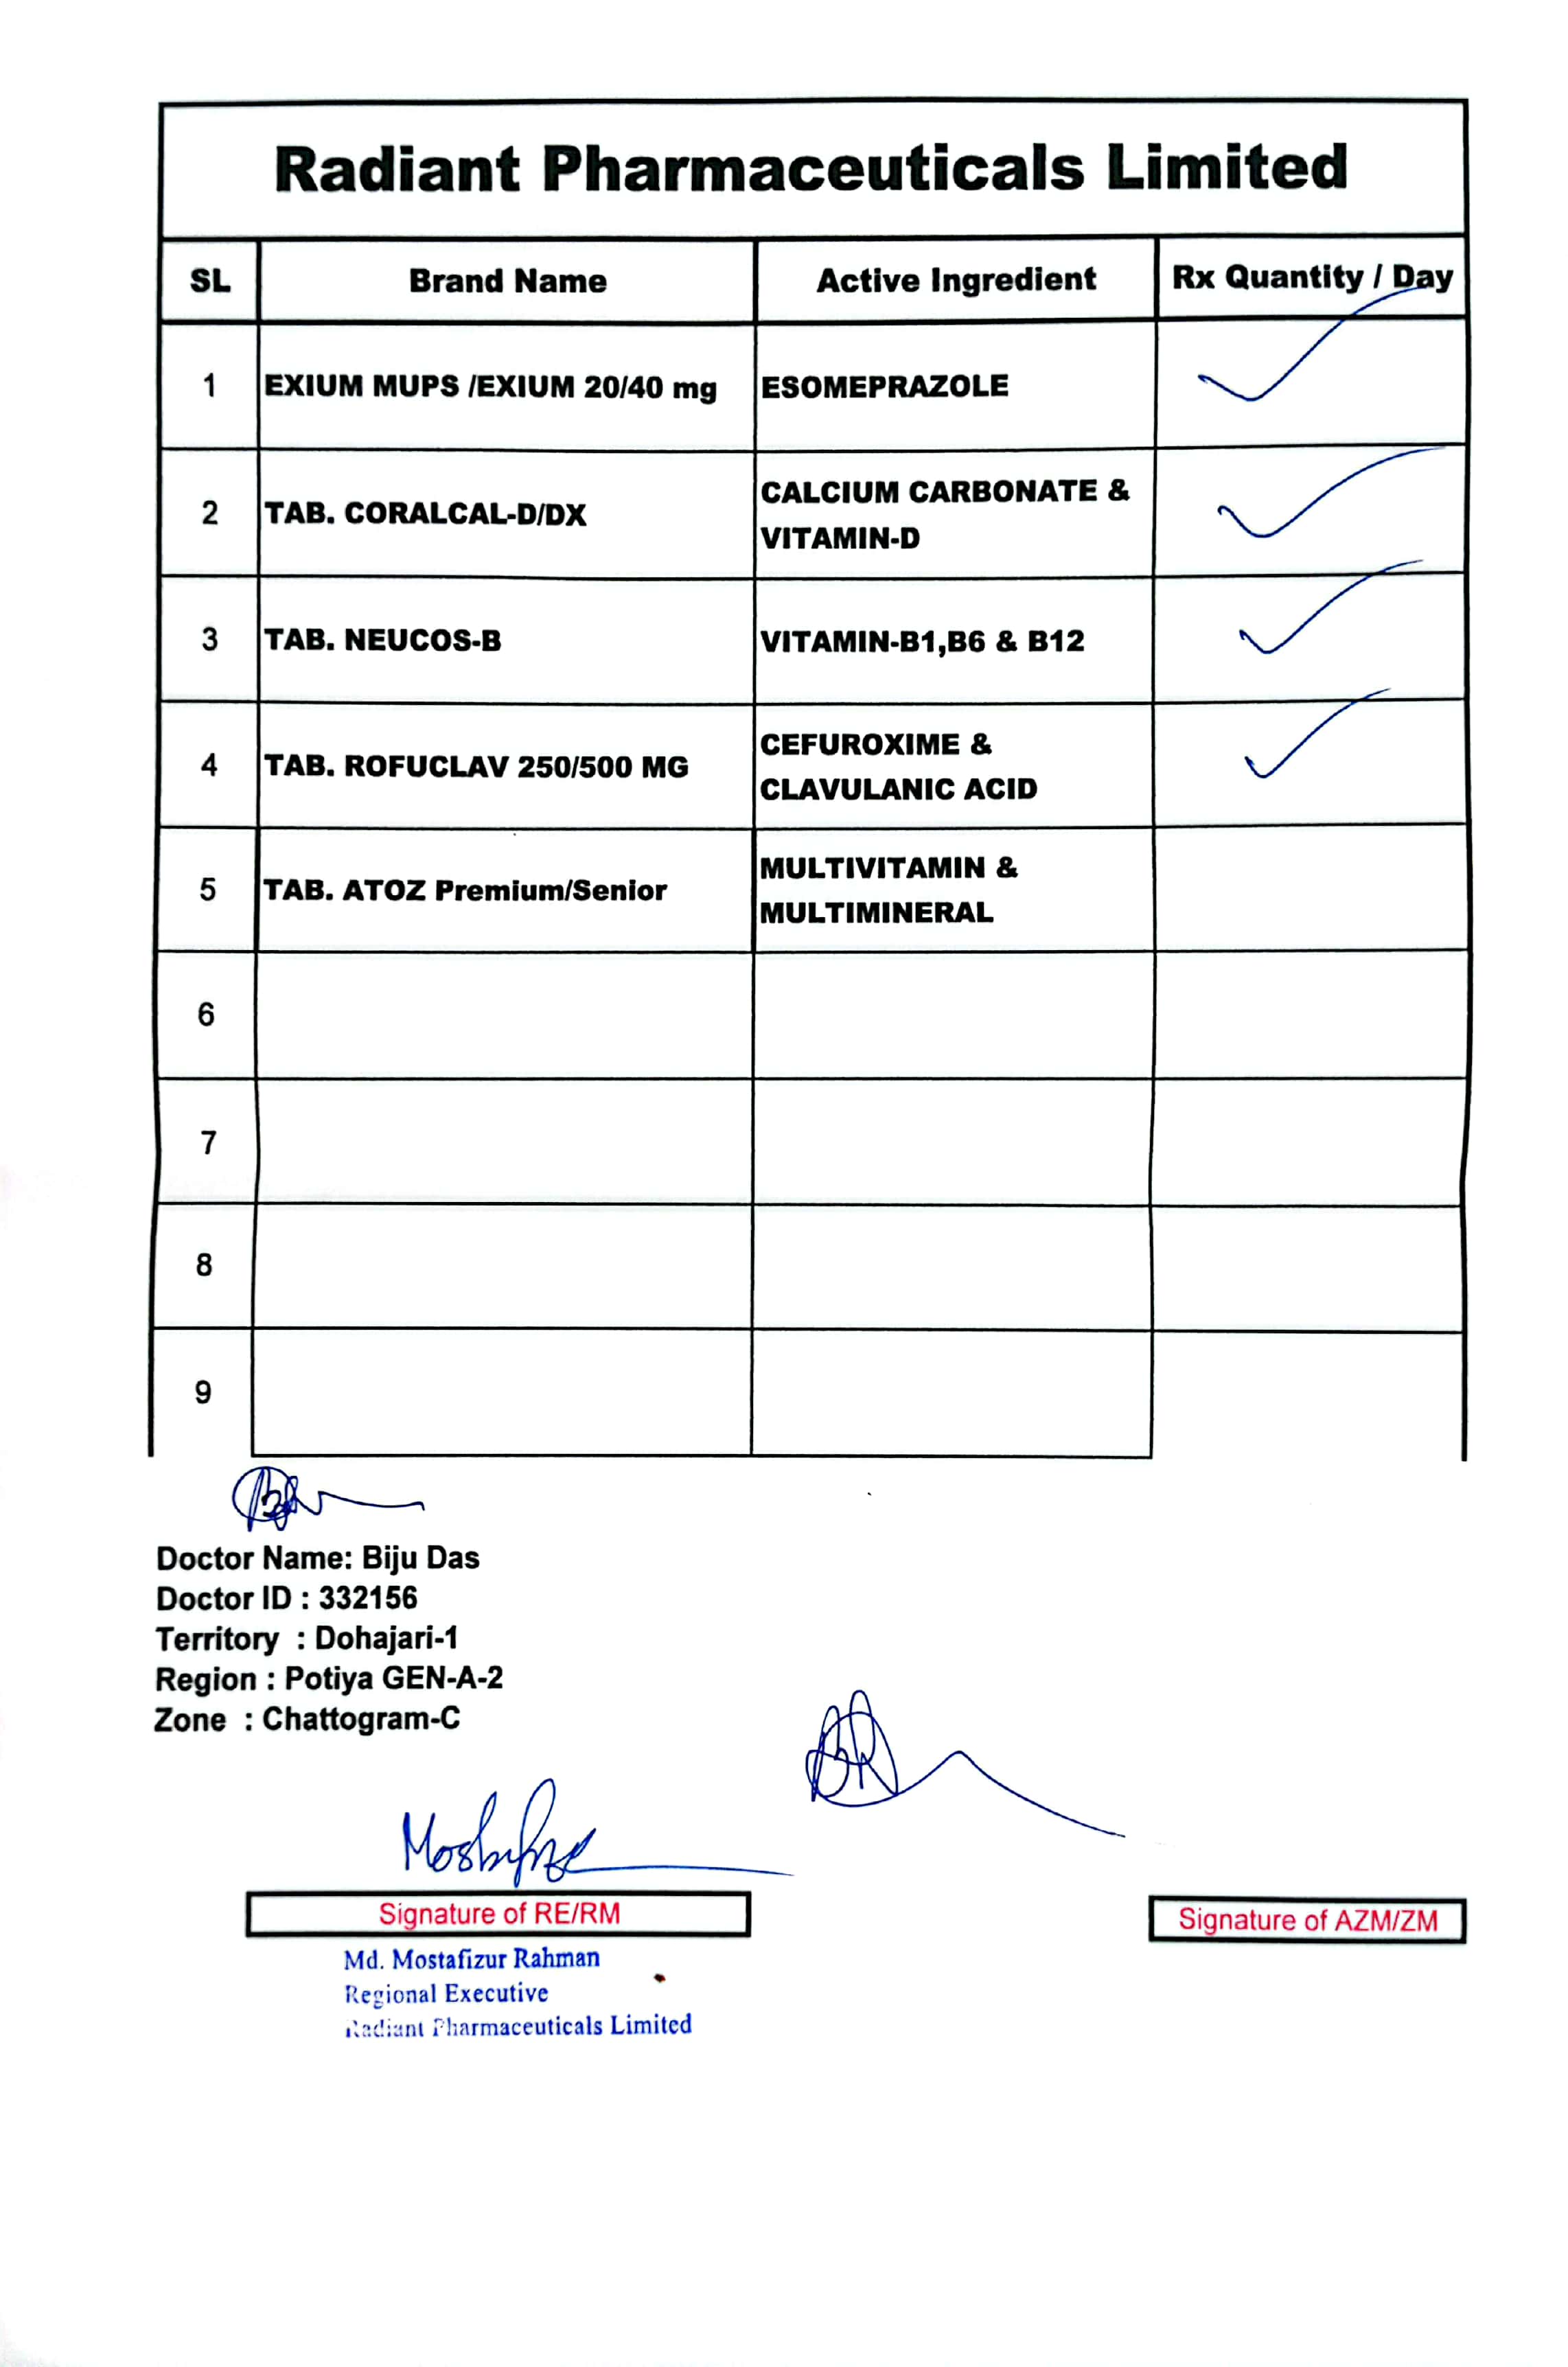 Radiant Pharmaceuticals Limited
SL Brand Name Active Ingredient Rx Quantity / Day
1 EXIUM MUPS /EXIUM 20/40 mg ESOMEPRAZOLE
2 TAB. CORALCAL-D/DX CALCIUM CARBONATE &
VITAMIN-D
3 TAB. NEUCOS-B VITAMIN-B1,B6 & B12
4 TAB. ROFUCLAV 250/500 MG CEFUROXIME &
CLAVULANIC ACID
5 TAB. ATOZ Premium/Senior MULTIVITAMIN &
MULTIMINERAL
6
7
8
9
Doctor Name: Biju Das
Doctor ID : 332156
Territory : Dohajari-1
Region : Potiya GEN-A-2
Zone : Chattogram-C
Signature of RE/RM
Signature of AZM/ZM
Md. Mostafizur Rahman
Regional Executive
Radiant Pharmaceuticals Limited